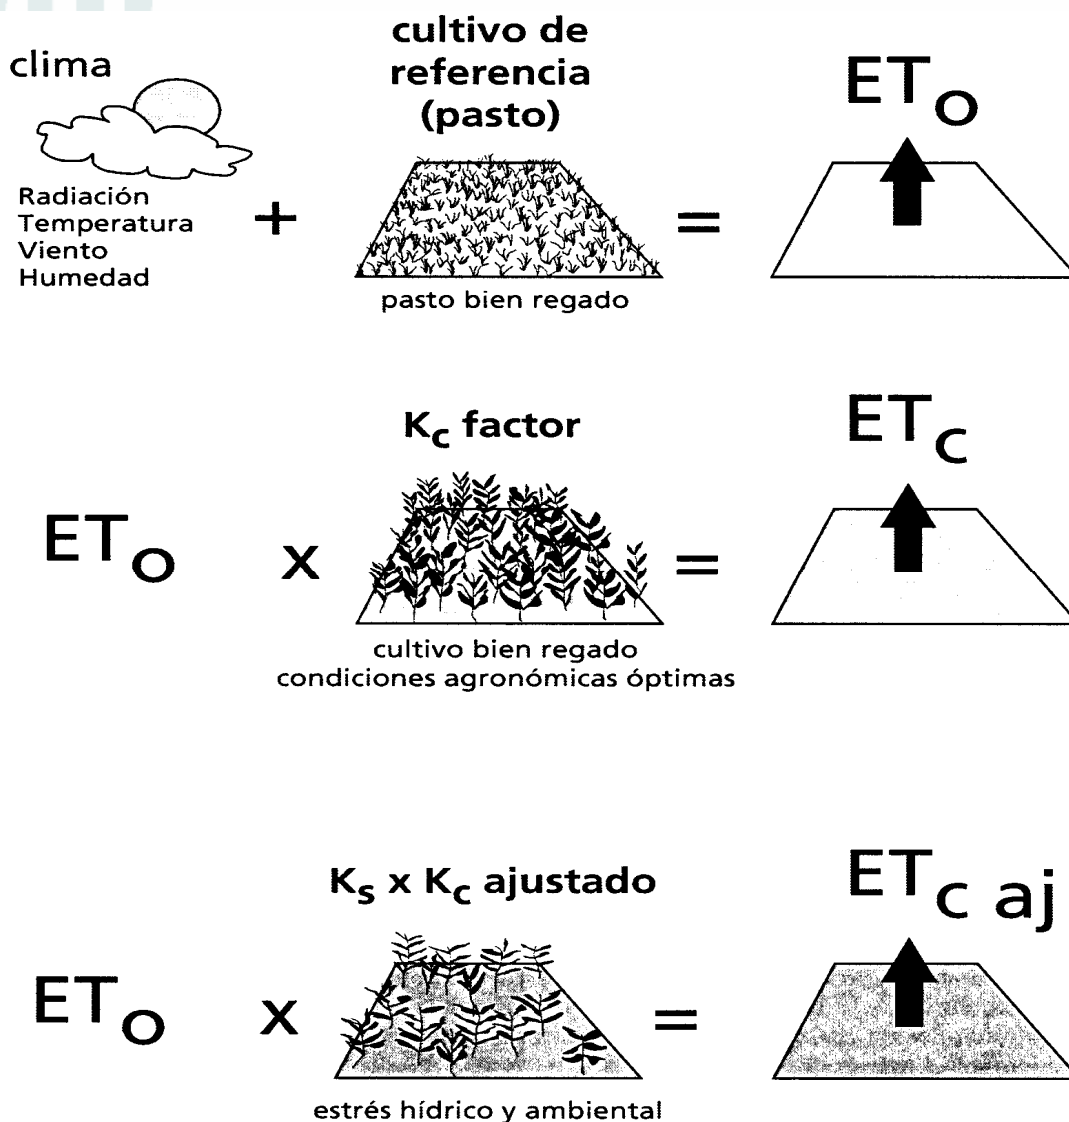 clima
cultivo de
referencia
(pasto)
ETO
Radiación
Temperatura
Viento
Humedad
+
=
pasto bien regado
Kc factor
ETC
ETO
x
=
cultivo bien regado
condiciones agronómicas óptimas
Ks x Kc ajustado
ETC aj
ETO
x
=
estrés hídrico y ambiental